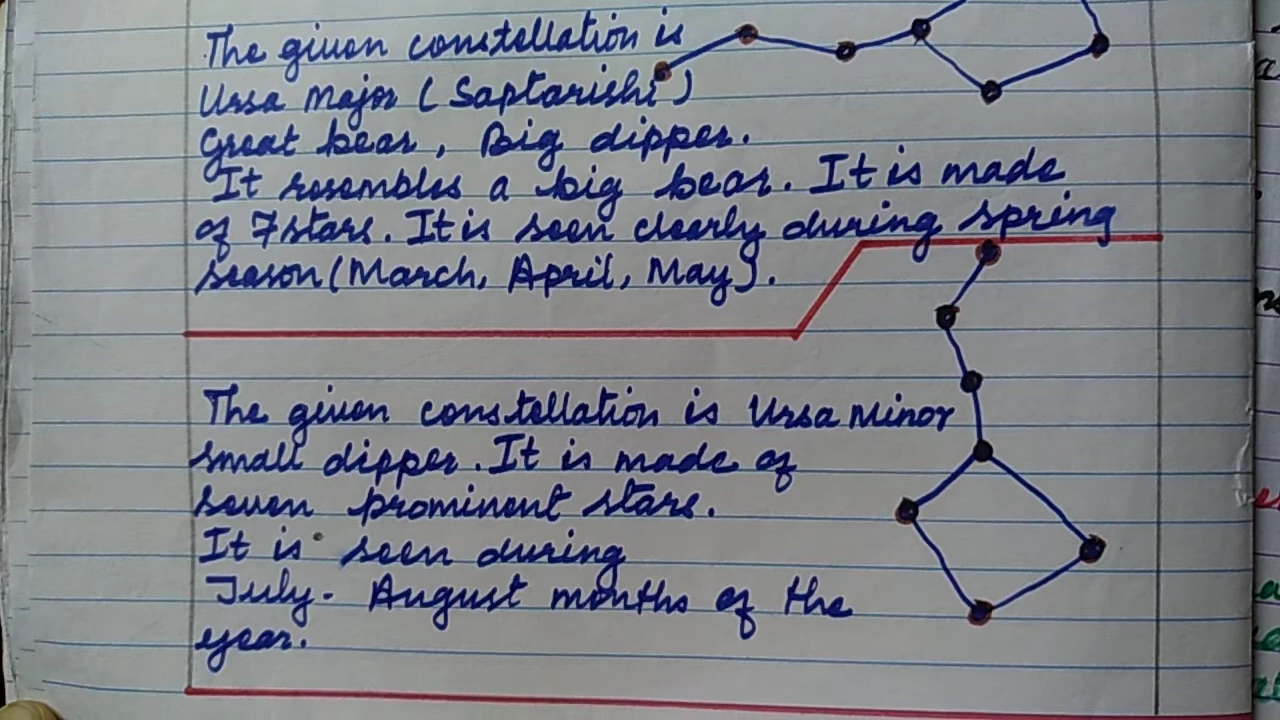 The given constellation is
Ursa Major ( Saptarishi )
Great bear, Big dipper.
It resembles a big bear. It is made
of 7 stars. It is seen clearly during spring
season (March, April, May).
The given constellation is Ursa Minor
small dipper. It is made of
seven prominent stars.
It is seen during
July - August months of the
year.